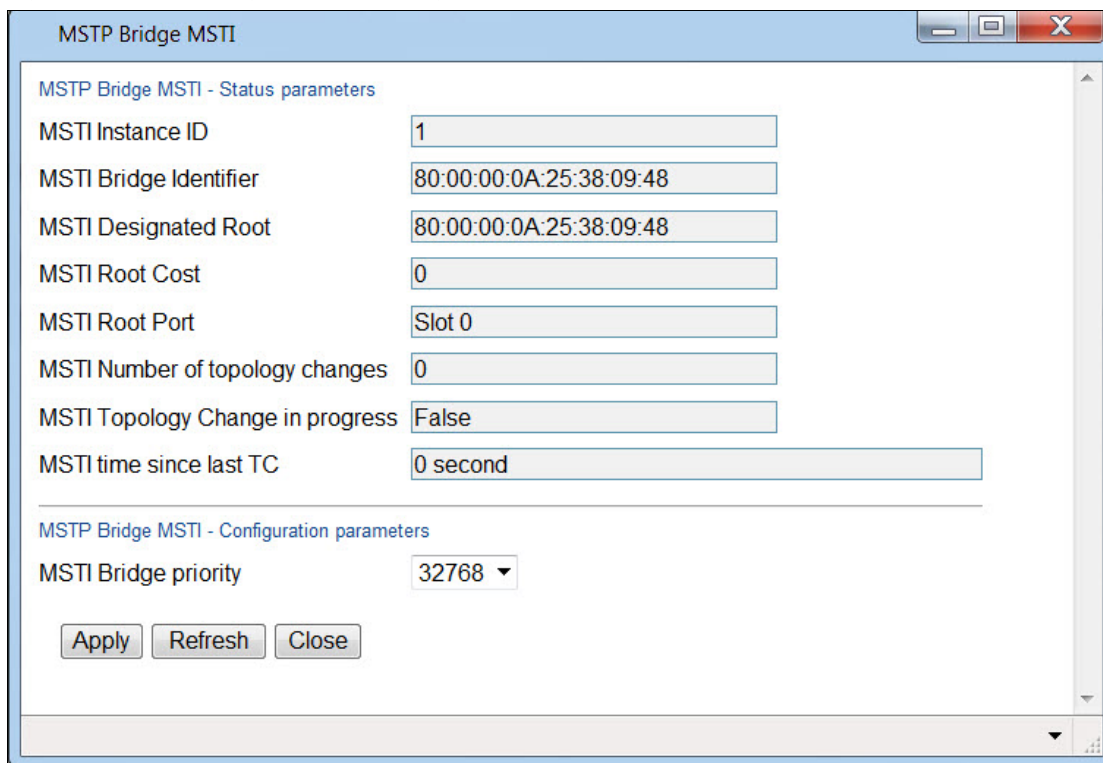 MSTP Bridge MSTI
MSTP Bridge MSTI - Status parameters
MSTI Instance ID 1
MSTI Bridge Identifier 80:00:00:0A:25:38:09:48
MSTI Designated Root 80:00:00:0A:25:38:09:48
MSTI Root Cost 0
MSTI Root Port Slot 0
MSTI Number of topology changes 0
MSTI Topology Change in progress False
MSTI time since last TC 0 second
MSTP Bridge MSTI - Configuration parameters
MSTI Bridge priority 32768
Apply Refresh Close